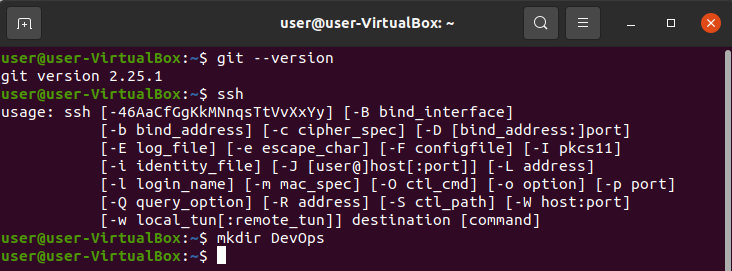 user@user-VirtualBox: ~
user@user-VirtualBox:~$ git --version
git version 2.25.1
user@user-VirtualBox:~$ ssh
usage: ssh [-46AaCfGgKkMNnqsTtVvXxYy] [-B bind_interface]
           [-b bind_address] [-c cipher_spec] [-D [bind_address:]port]
           [-E log_file] [-e escape_char] [-F configfile] [-I pkcs11]
           [-i identity_file] [-J [user@]host[:port]] [-L address]
           [-l login_name] [-m mac_spec] [-O ctl_cmd] [-o option] [-p port]
           [-Q query_option] [-R address] [-S ctl_path] [-W host:port]
           [-w local_tun[:remote_tun]] destination [command]
user@user-VirtualBox:~$ mkdir DevOps
user@user-VirtualBox:~$